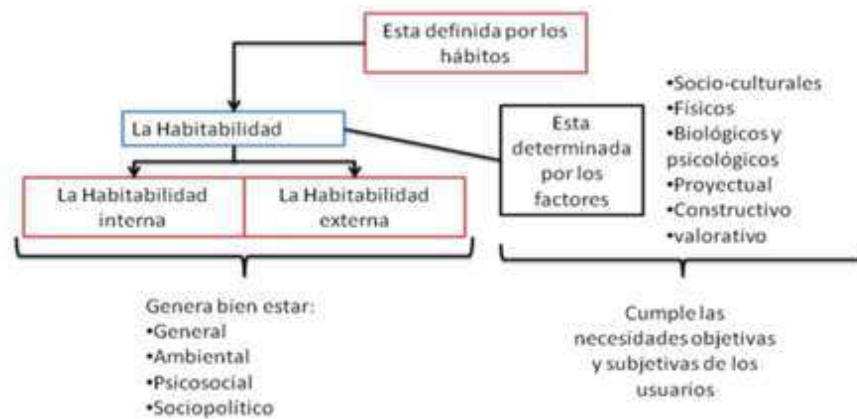 Esta definida por los
hábitos
La Habitabilidad
La Habitabilidad
interna
La Habitabilidad
externa
Esta
determinada
por los
factores
•Socio-culturales
•Físicos
•Biológicos y
psicológicos
•Proyectual
•Constructivo
•valorativo
Genera bien estar:
•General
•Ambiental
•Psicosocial
•Sociopolítico
Cumple las
necesidades objetivas
y subjetivas de los
usuarios